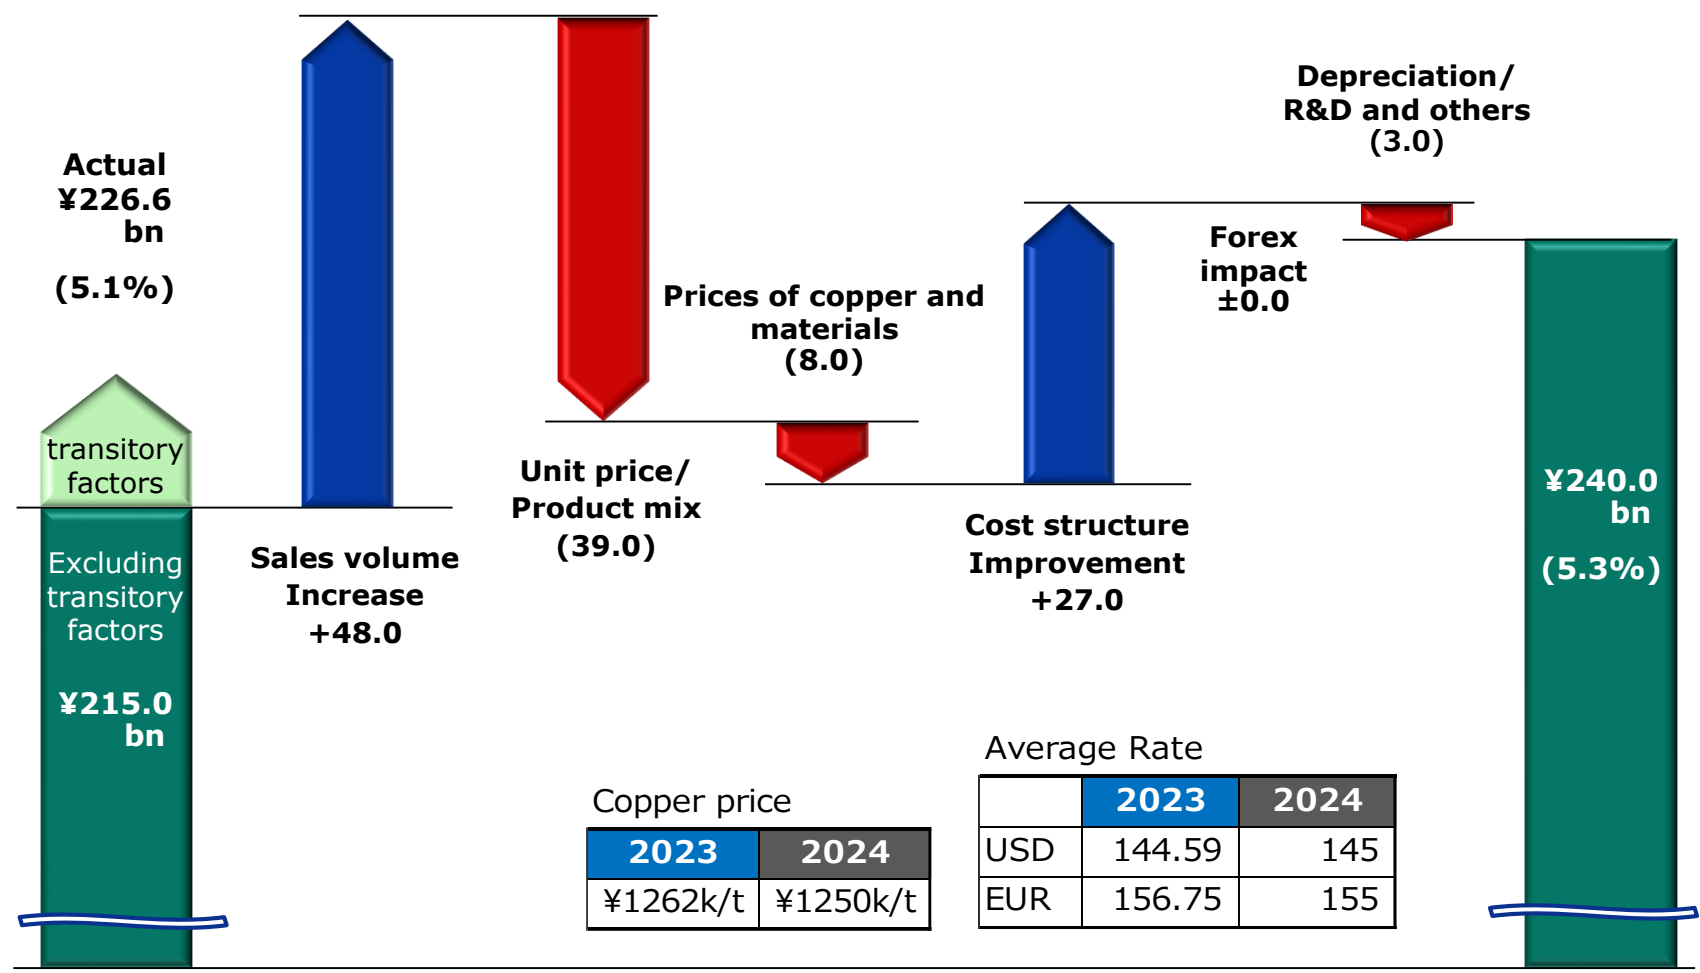 Actual
¥226.6
bn
(5.1%)
transitory
factors
Excluding
transitory
factors
¥215.0
bn
Sales volume
Increase
+48.0
Unit price/
Product mix
(39.0)
Prices of copper and
materials
(8.0)
Cost structure
Improvement
+27.0
Forex
impact
±0.0
Depreciation/
R&D and others
(3.0)
¥240.0
bn
(5.3%)
Copper price
2023 2024
¥1262k/t ¥1250k/t
Average Rate
2023 2024
USD 144.59 145
EUR 156.75 155